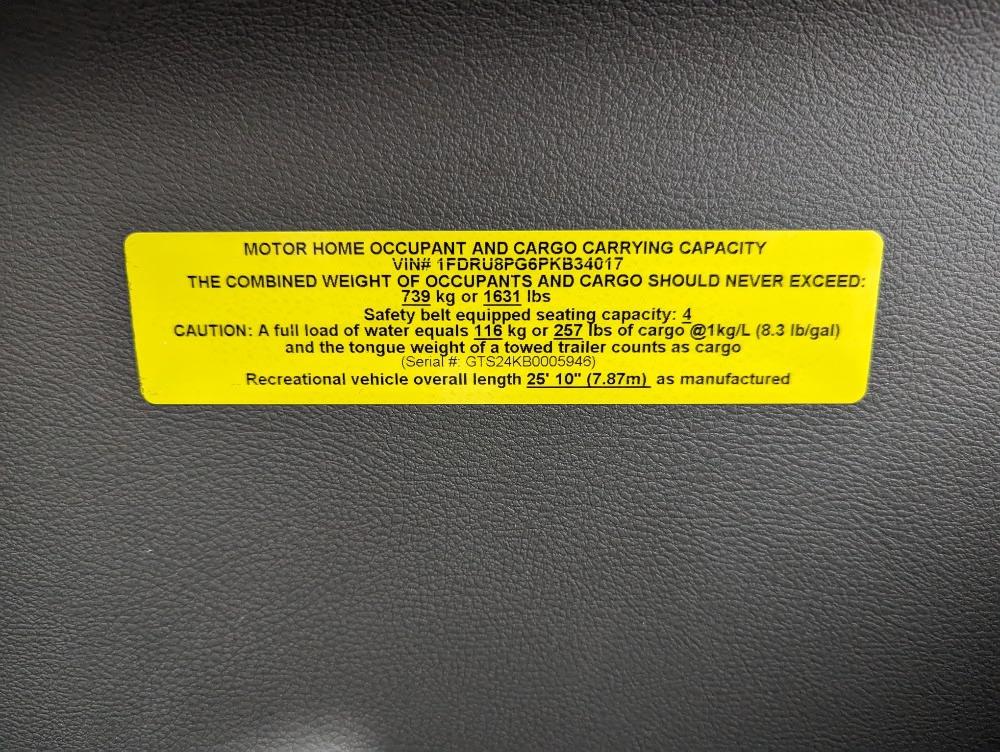 MOTOR HOME OCCUPANT AND CARGO CARRYING CAPACITY
VIN# 1FDRU8PG6PKB34017
THE COMBINED WEIGHT OF OCCUPANTS AND CARGO SHOULD NEVER EXCEED:
739 kg or 1631 lbs
Safety belt equipped seating capacity: 4
CAUTION: A full load of water equals 116 kg or 257 lbs of cargo @1kg/L (8.3 lb/gal)
and the tongue weight of a towed trailer counts as cargo
(Serial #: GTS24KB0005946)
Recreational vehicle overall length 25' 10" (7.87m) as manufactured